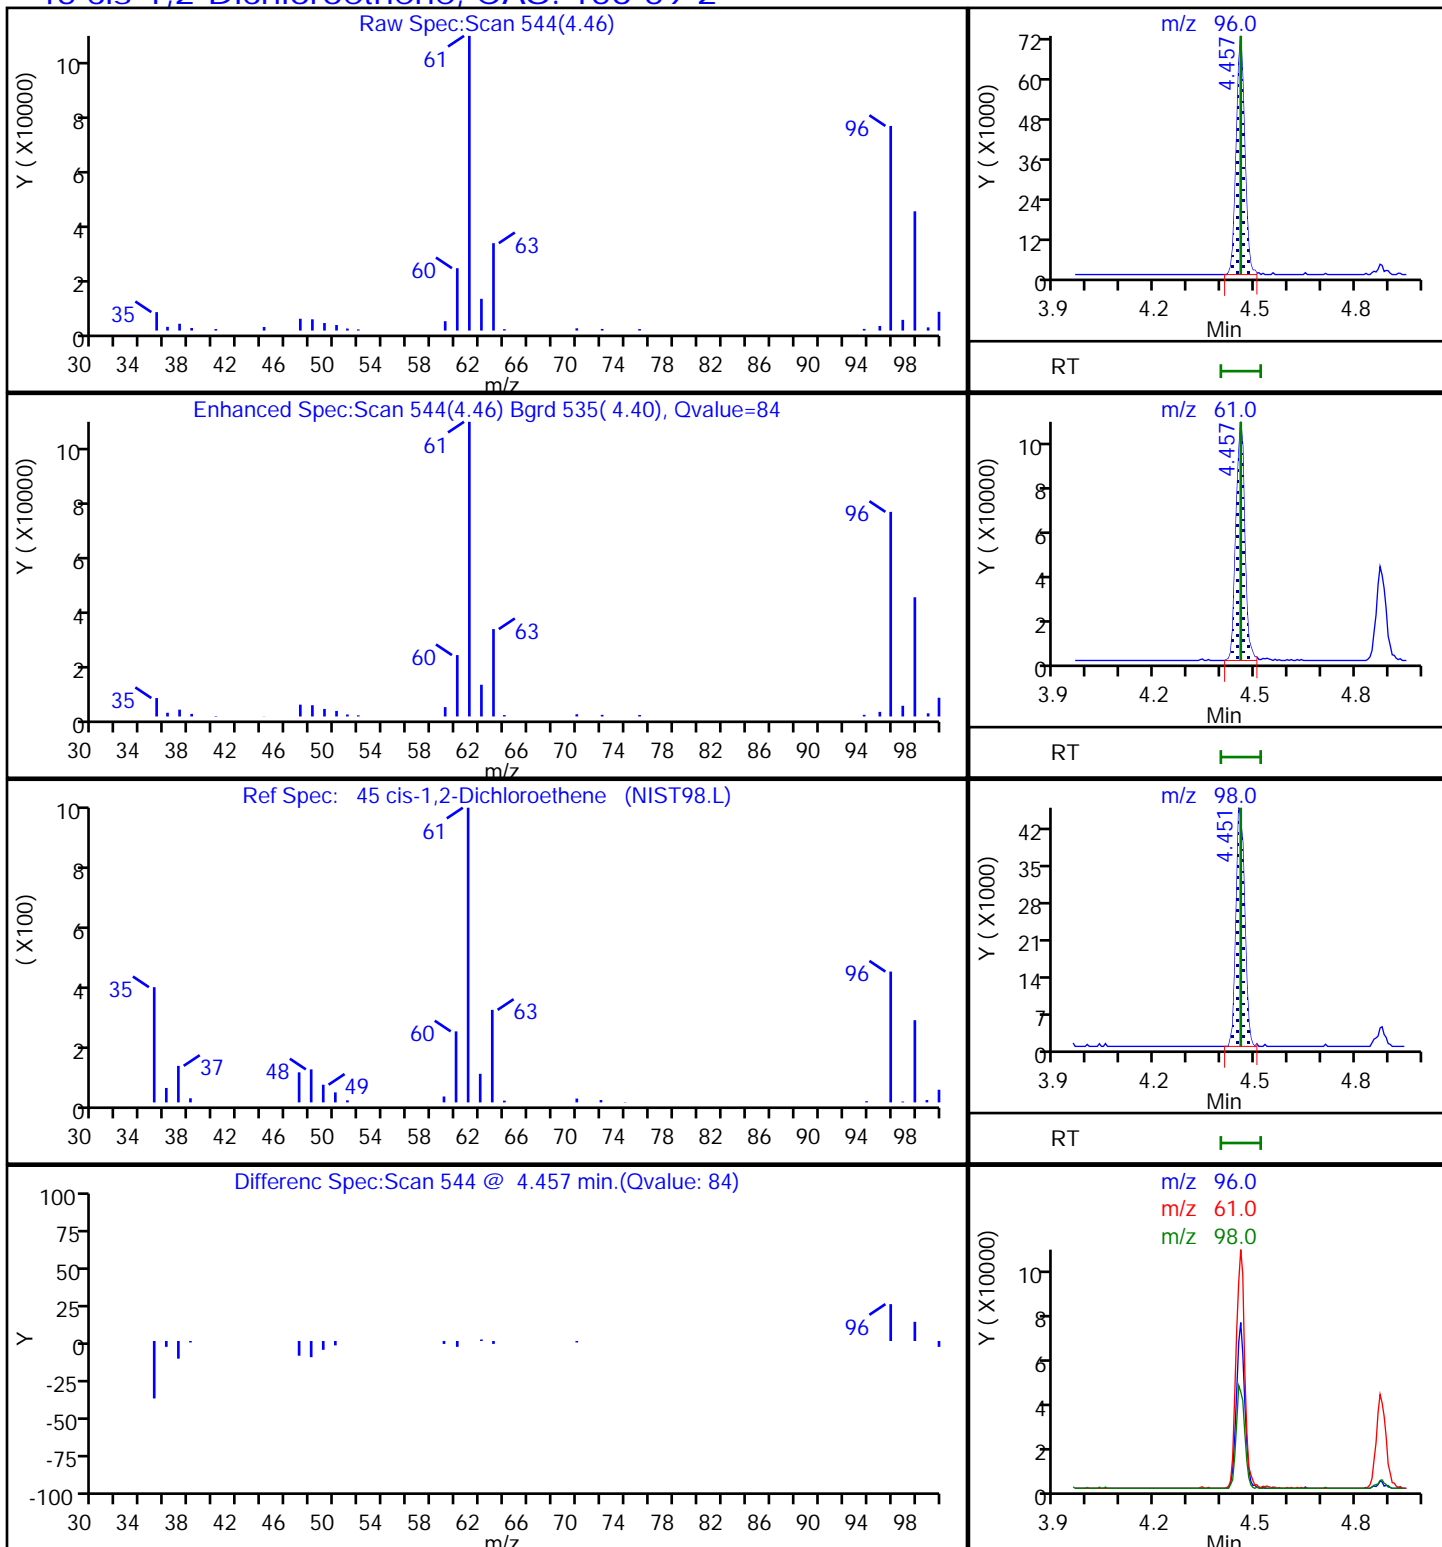 45 cis-1,2-Dichloroethene, CAS: 156-59-2
Raw Spec:Scan 544(4.46)
Y ( X10000)
10
8
6
4
2
0
35
60
61
63
96
30 34 38 42 46 50 54 58 62 66 70 74 78 82 86 90 94 98
m/z
m/z 96.0
Y ( X1000)
72
60
48
36
24
12
0
4.457
3.9 4.2 4.5 4.8
Min
RT
Enhanced Spec:Scan 544(4.46) Bgrd 535( 4.40), Qvalue=84
Y ( X10000)
10
8
6
4
2
0
35
60
61
63
96
30 34 38 42 46 50 54 58 62 66 70 74 78 82 86 90 94 98
m/z
m/z 61.0
Y ( X10000)
10
8
6
4
2
0
4.457
3.9 4.2 4.5 4.8
Min
RT
Ref Spec: 45 cis-1,2-Dichloroethene (NIST98.L)
( X100)
10
8
6
4
2
0
35
37
48
49
60
61
63
96
30 34 38 42 46 50 54 58 62 66 70 74 78 82 86 90 94 98
m/z 98.0
Y ( X1000)
42
35
28
21
14
7
0
4.451
3.9 4.2 4.5 4.8
Min
RT
Differenc Spec:Scan 544 @ 4.457 min.(Qvalue: 84)
Y
100
75
50
25
0
-25
-50
-75
-100
96
30 34 38 42 46 50 54 58 62 66 70 74 78 82 86 90 94 98
m/z
m/z 96.0
m/z 61.0
m/z 98.0
Y ( X10000)
10
8
6
4
2
0
3.9 4.2 4.5 4.8
Min